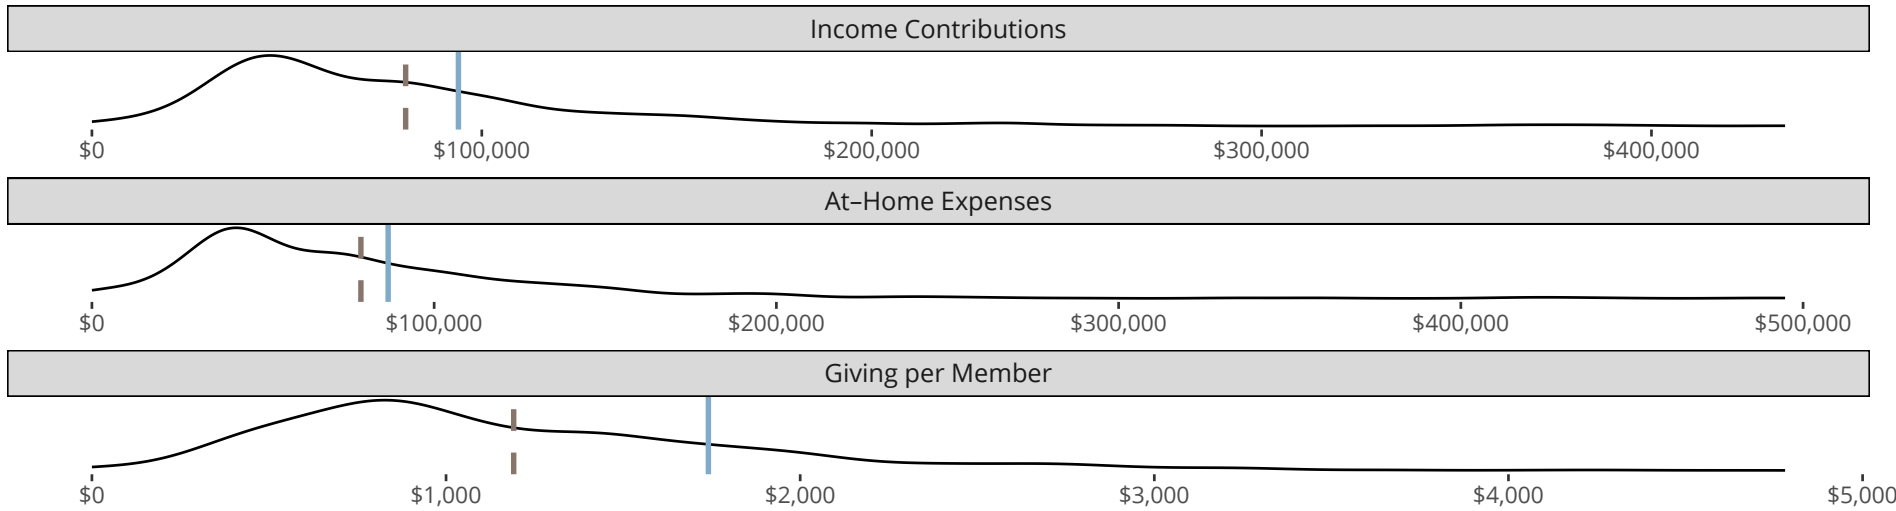 Income Contributions
$0 $100,000 $200,000 $300,000 $400,000
At–Home Expenses
$0 $100,000 $200,000 $300,000 $400,000 $500,000
Giving per Member
$0 $1,000 $2,000 $3,000 $4,000 $5,000